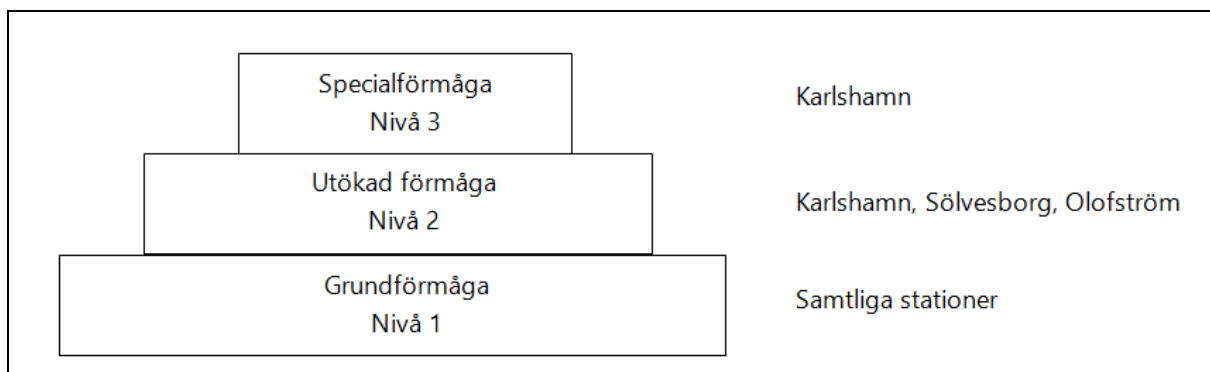 Specialförmåga
Nivå 3
Karlshamn
Utökad förmåga
Nivå 2
Karlshamn, Sölvesborg, Olofström
Grundförmåga
Nivå 1
Samtliga stationer